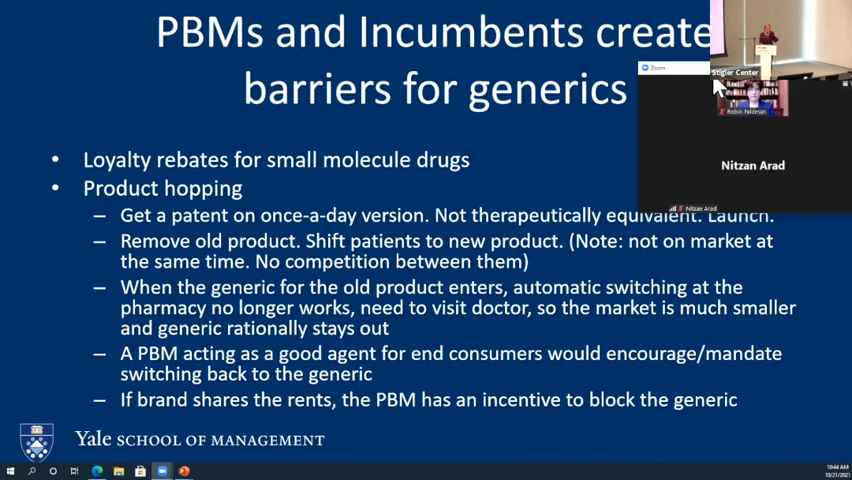 PBMs and Incumbents create
barriers for generics
Zoom
Stigler Center
Robin Feldman
Nitzan Arad
Nitzan Arad
• Loyalty rebates for small molecule drugs
• Product hopping
– Get a patent on once-a-day version. Not therapeutically equivalent. Launch.
– Remove old product. Shift patients to new product. (Note: not on market at
the same time. No competition between them)
– When the generic for the old product enters, automatic switching at the
pharmacy no longer works, need to visit doctor, so the market is much smaller
and generic rationally stays out
– A PBM acting as a good agent for end consumers would encourage/mandate
switching back to the generic
– If brand shares the rents, the PBM has an incentive to block the generic
Yale SCHOOL OF MANAGEMENT
10:44 AM
10/21/2021